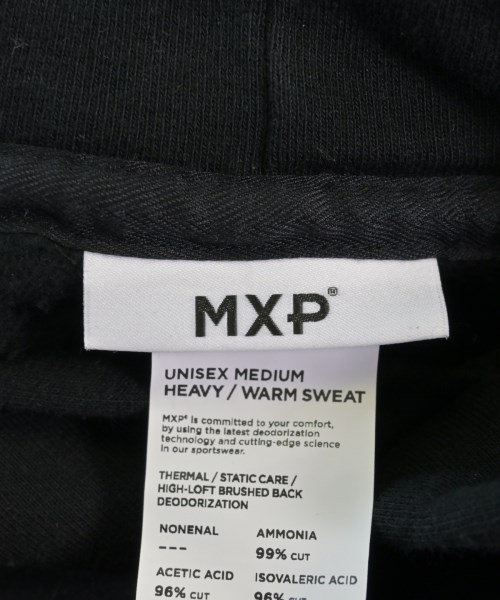 MXP®
UNISEX MEDIUM
HEAVY / WARM SWEAT
MXP® is committed to your comfort,
by using the latest deodorization
technology and cutting-edge science
in our sportswear.
THERMAL / STATIC CARE /
HIGH-LOFT BRUSHED BACK
DEODORIZATION
NONENAL AMMONIA
--- 99% CUT
ACETIC ACID ISOVALERIC ACID
96% CUT 96% CUT